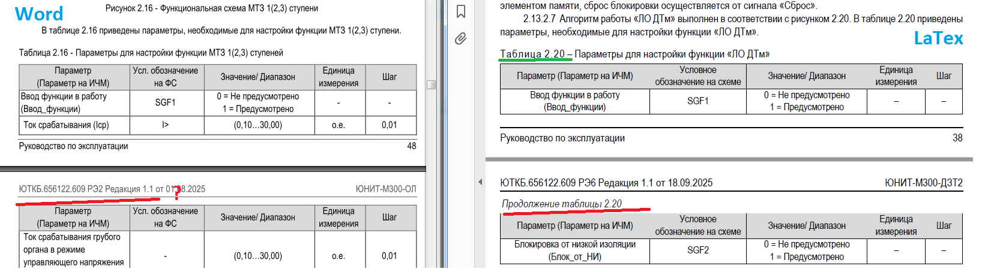 Word
Рисунок 2.16 - Функциональная схема МТЗ 1(2,3) ступени
В таблице 2.16 приведены параметры, необходимые для настройки функции МТЗ 1(2,3) ступени.
Таблица 2.16 - Параметры для настройки функции МТЗ 1(2,3) ступеней
Параметр
(Параметр на ИЧМ)
Усл. обозначение
на ФС
Значение/ Диапазон
Единица
измерения
Шаг
Ввод функции в работу
(Ввод_функции)
SGF1
0 = Не предусмотрено
1 = Предусмотрено
-
-
Ток срабатывания (Iср)
I>
(0,10…30,00)
о.е.
0,01
Руководство по эксплуатации
48
ЮТКБ.656122.609 РЭ2 Редакция 1.1 от 01.08.2025
?
ЮНИТ-М300-ОЛ
Параметр
(Параметр на ИЧМ)
Усл. обозначение
на ФС
Значение/ Диапазон
Единица
измерения
Шаг
Ток срабатывания грубого
органа в режиме
управляющего напряжения
-
(0,10…30,00)
о.е.
0,01
элементом памяти, сброс блокировки осуществляется от сигнала «Сброс».
2.13.2.7 Алгоритм работы «ЛО ДТм» выполнен в соответствии с рисунком 2.20. В таблице 2.20 приведены
параметры, необходимые для настройки функции «ЛО ДТм».
LaTex
Таблица 2.20 – Параметры для настройки функции «ЛО ДТм»
Параметр (Параметр на ИЧМ)
Условное
обозначение на схеме
Значение/ Диапазон
Единица
измерения
Шаг
Ввод функции в работу
(Ввод_функции)
SGF1
0 = Не предусмотрено
1 = Предусмотрено
–
–
Руководство по эксплуатации
38
ЮТКБ.656122.609 РЭ6 Редакция 1.1 от 18.09.2025
ЮНИТ-М300-ДЗТ2
Продолжение таблицы 2.20
Параметр (Параметр на ИЧМ)
Условное
обозначение на схеме
Значение/ Диапазон
Единица
измерения
Шаг
Блокировка от низкой изоляции
(Блок_от_НИ)
SGF2
0 = Не предусмотрено
1 = Предусмотрено
–
–